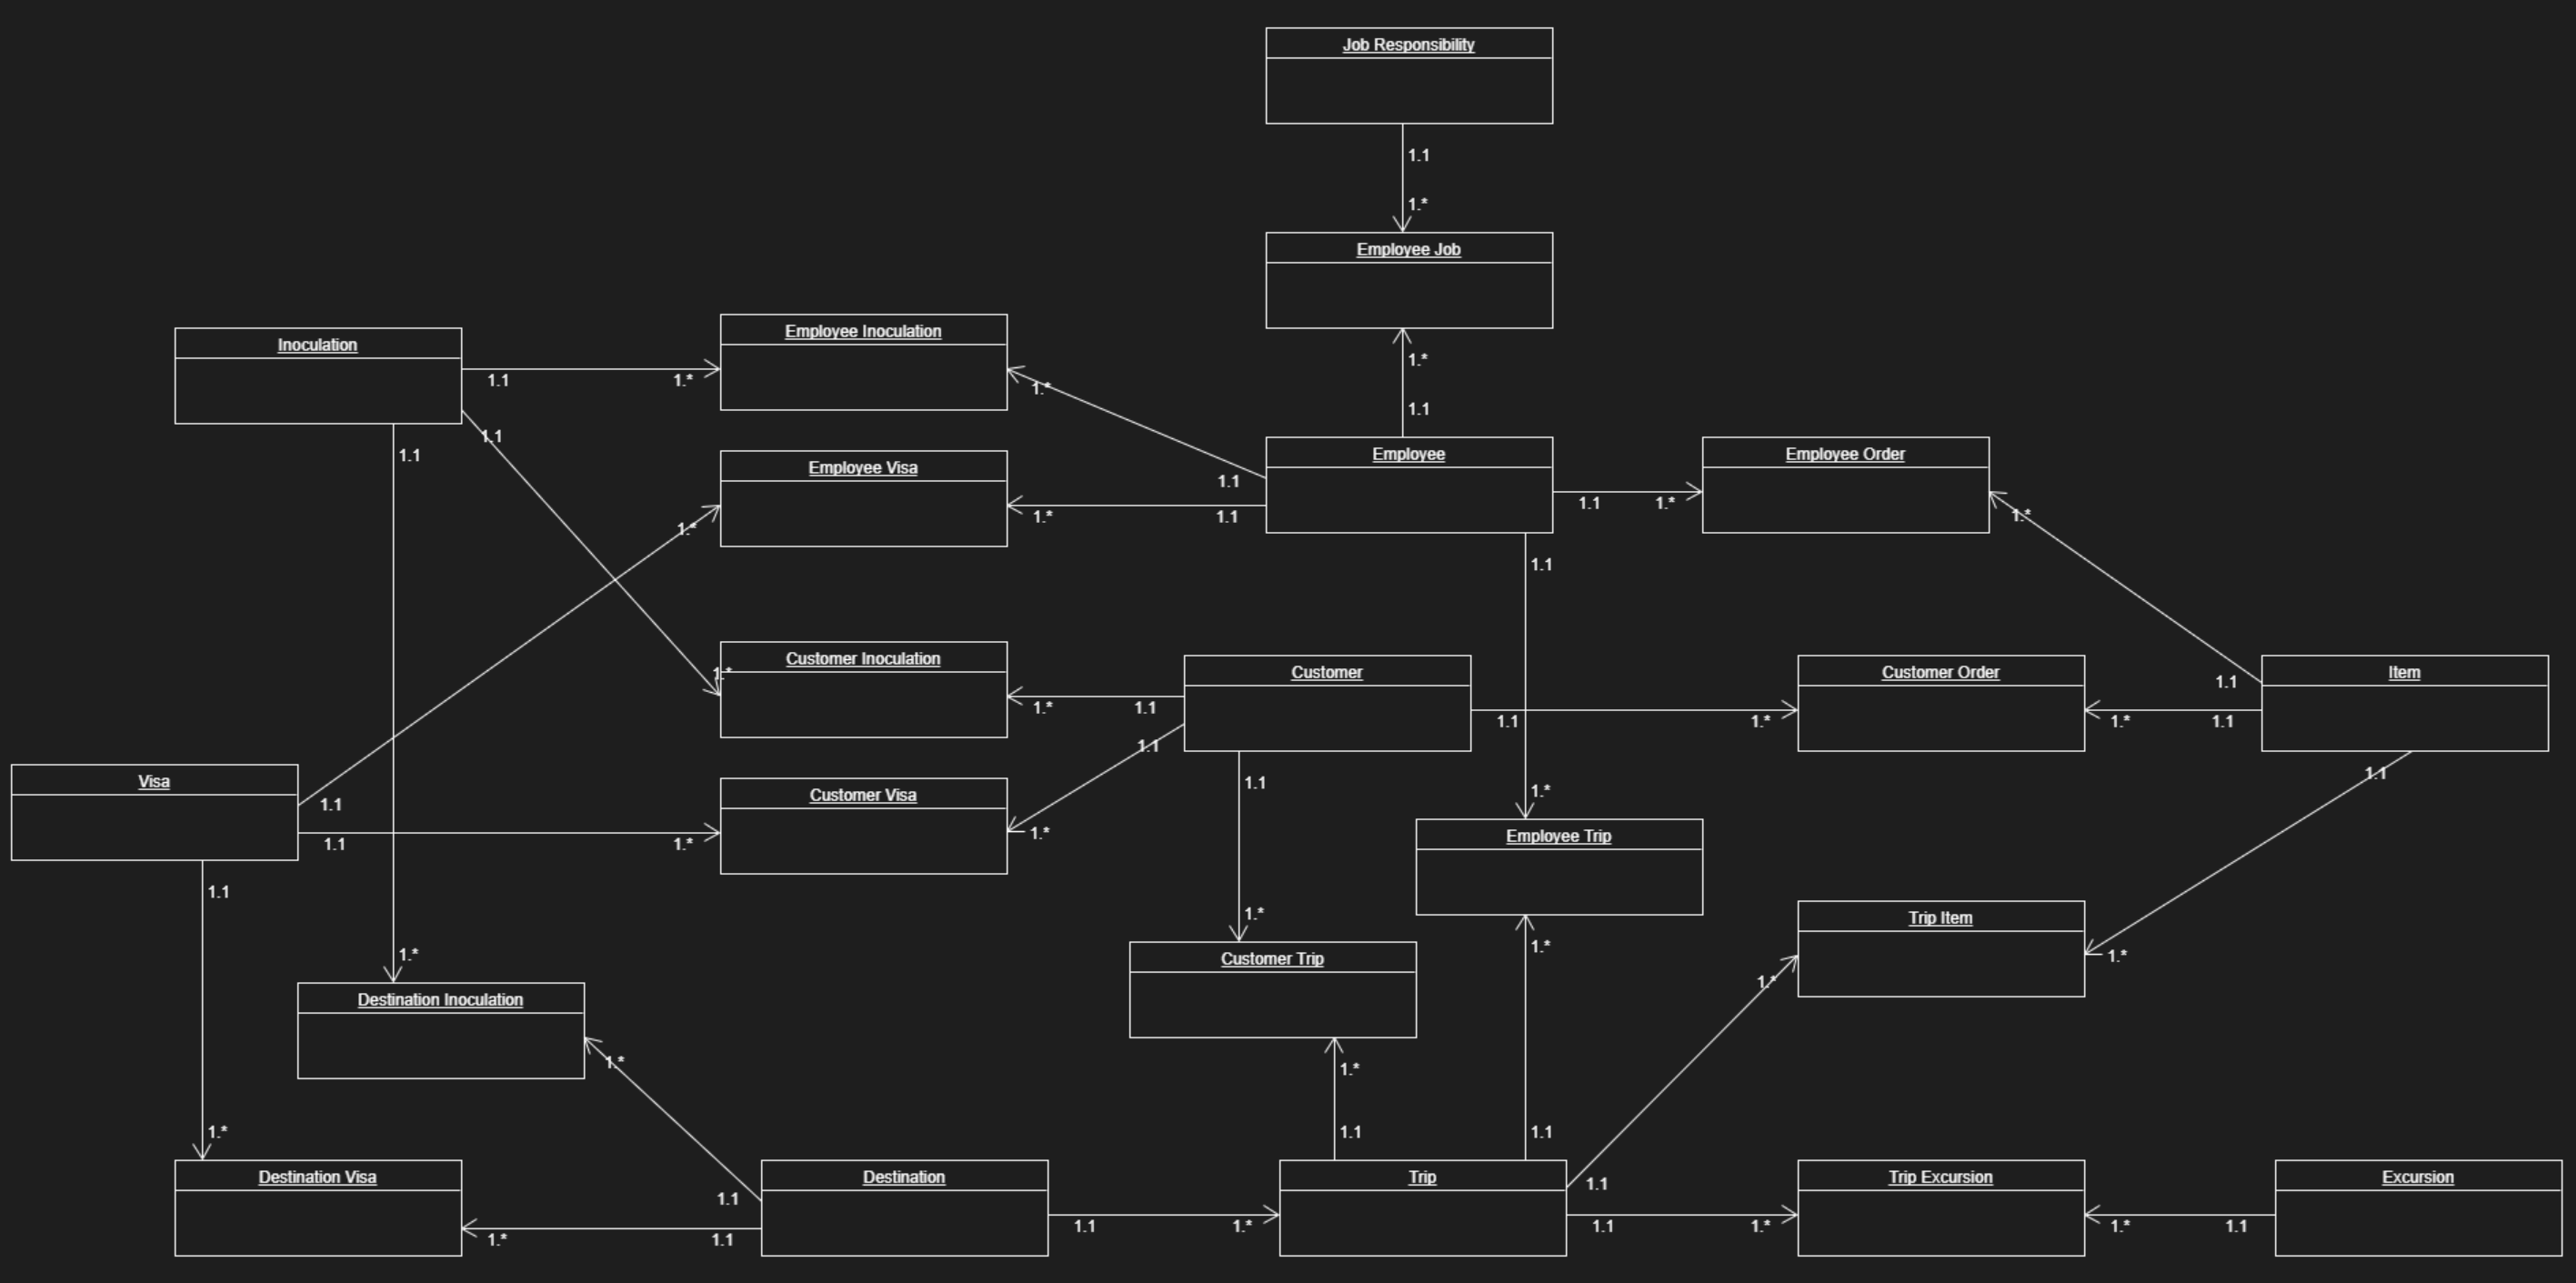 Job Responsibility
1.1
1.*
Employee Job
1.*
1.1
Inoculation
1.1
1.*
1.1
1.1
Employee Inoculation
1.*
1.1
Employee Visa
1.*
1.*
1.1
Employee
1.1
1.*
1.1
Employee Order
1.*
1.*
Customer Inoculation
1.*
1.1
Customer
1.1
1.*
Customer Order
1.*
1.1
1.1
Item
1.1
Visa
1.1
1.1
1.*
Customer Visa
1.*
1.1
1.1
1.*
Employee Trip
1.*
1.1
1.*
Customer Trip
1.*
1.1
Trip Item
1.*
1.*
1.*
Destination Inoculation
1.*
1.*
Destination Visa
1.*
1.1
1.1
Destination
1.1
1.*
1.1
Trip
1.1
1.1
1.*
Trip Excursion
1.*
1.1
Excursion